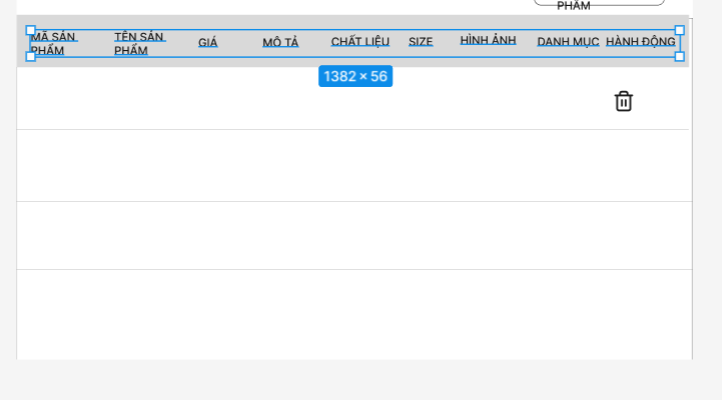 PHẨM
MÃ SẢN PHẨM
TÊN SẢN PHẨM
GIÁ
MÔ TẢ
CHẤT LIỆU
SIZE
HÌNH ẢNH
DANH MỤC
HÀNH ĐỘNG
1382 × 56